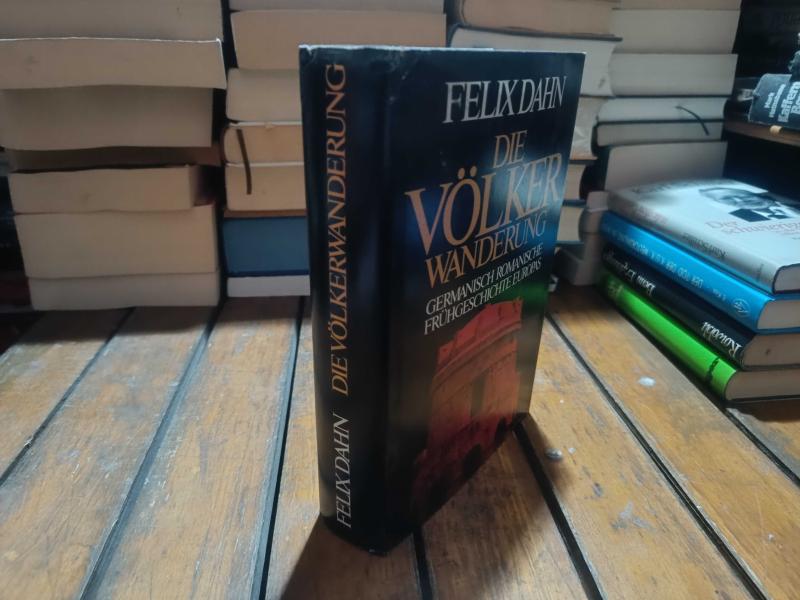 FELIX DAHN
DIE VÖLKERWANDERUNG
FELIX DAHN
DIE
VÖLKER
WANDERUNG
GERMANISCH ROMANISCHE
FRÜHGESCHICHTE EUROPAS